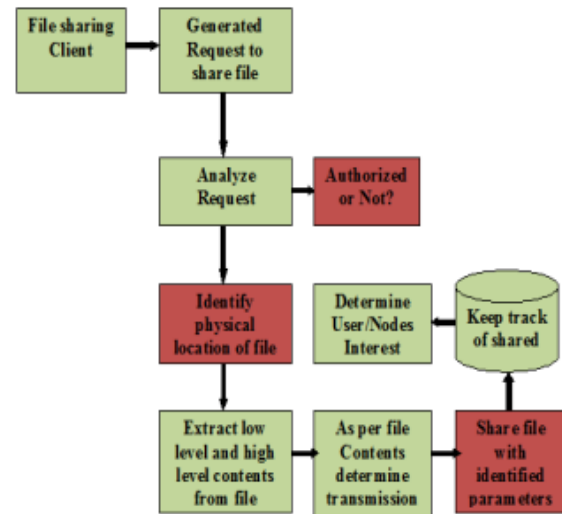 File sharing
Client
Generated
Request to
share file
Analyze
Request
Authorized
or Not?
Identify
physical
location of file
Determine
User/Nodes
Interest
Keep track
of shared
Extract low
level and high
level contents
from file
As per file
Contents
determine
transmission
Share file
with
identified
parameters